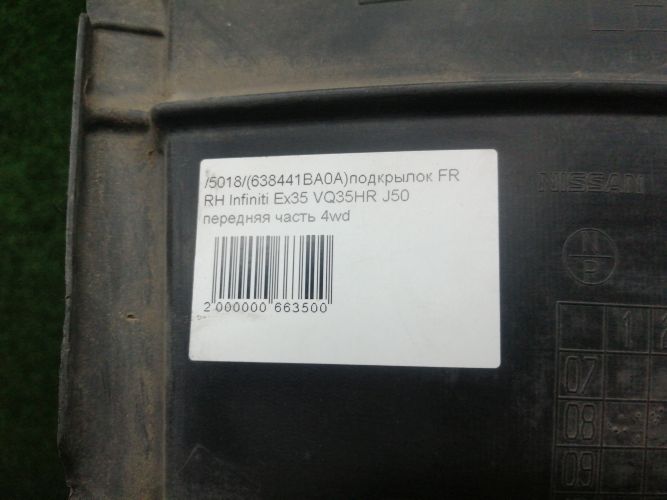 /5018/(638441BA0A)подкрылок FR
RH Infiniti Ex35 VQ35HR J50
передняя часть 4wd
2 000000 663500
NISSAN
N
P
1
07
08
09